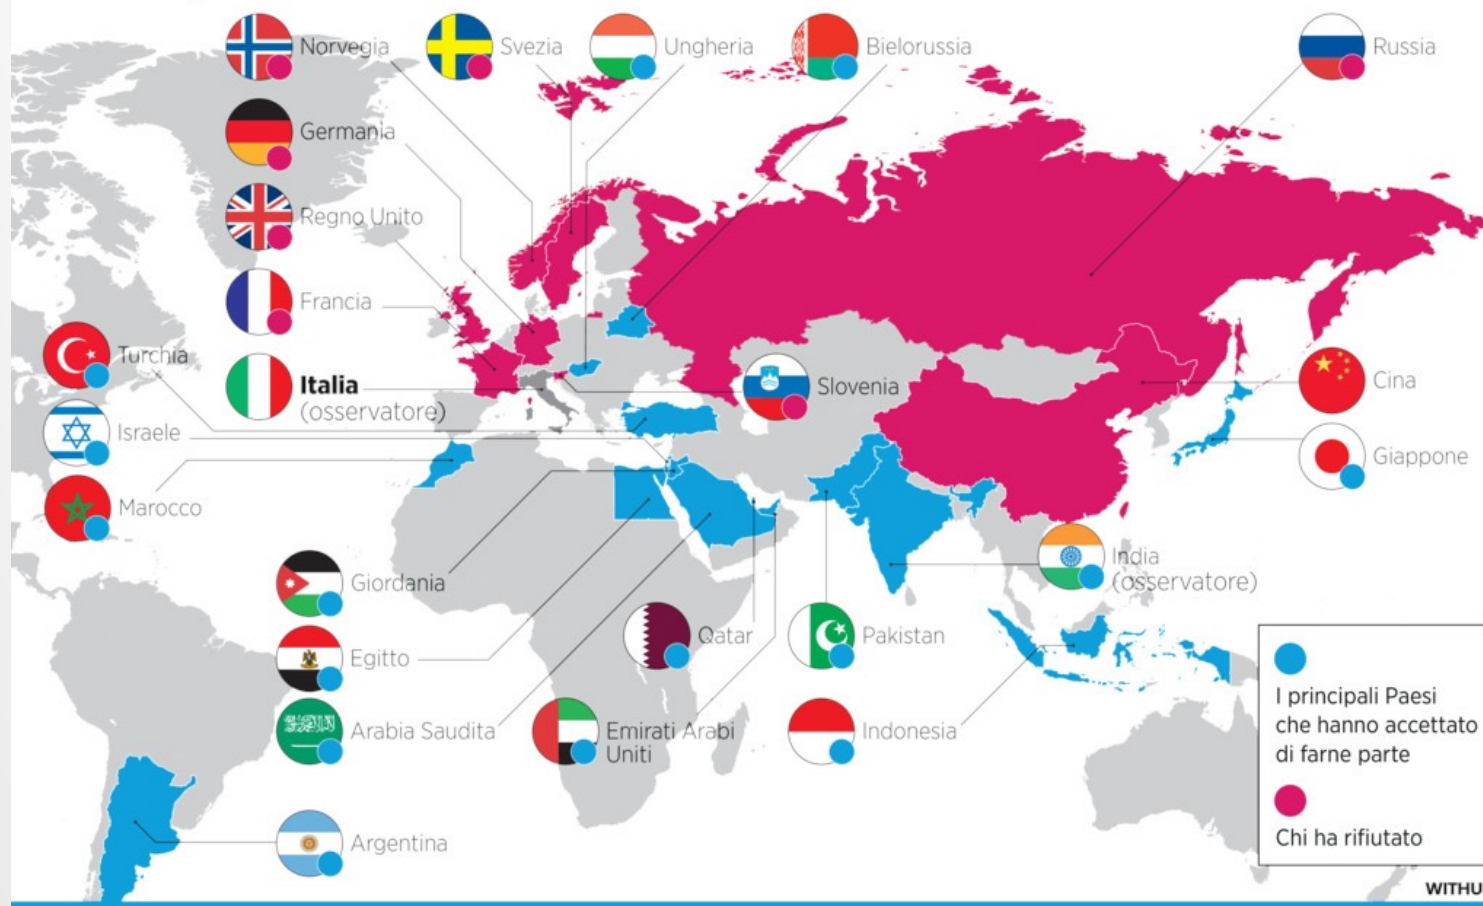 Norvegia
Svezia
Ungheria
Bielorussia
Russia
Germania
Regno Unito
Francia
Turchia
Italia
(osservatore)
Slovenia
Cina
Israele
Giappone
Marocco
India
(osservatore)
Giordania
Qatar
Pakistan
Egitto
Arabia Saudita
Emirati Arabi
Uniti
Indonesia
Argentina
I principali Paesi
che hanno accettato
di farne parte
Chi ha rifiutato
WITHU